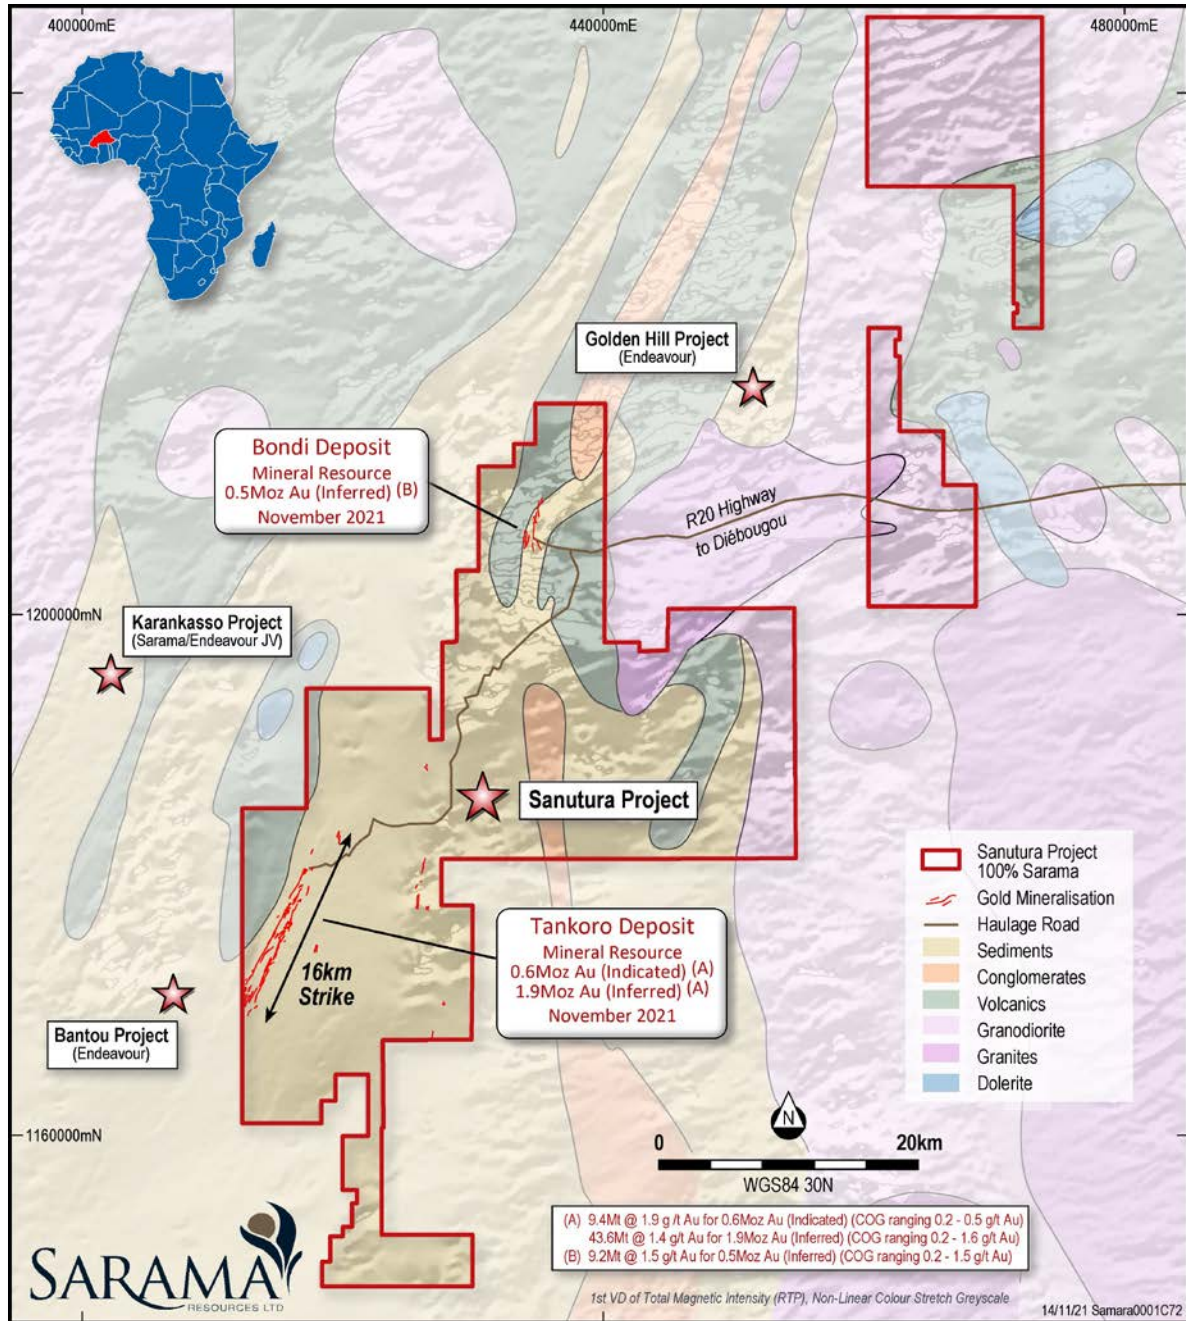 400000mE
440000mE
480000mE
Golden Hill Project
(Endeavour)
Bondi Deposit
Mineral Resource
0.5Moz Au (Inferred) (B)
November 2021
R20 Highway
to Diébougou
1200000mN
Karankasso Project
(Sarama/Endeavour JV)
Sanutura Project
16km
Strike
Tankoro Deposit
Mineral Resource
0.6Moz Au (Indicated) (A)
1.9Moz Au (Inferred) (A)
November 2021
Bantou Project
(Endeavour)
Sanutura Project
100% Sarama
Gold Mineralisation
Haulage Road
Sediments
Conglomerates
Volcanics
Granodiorite
Granites
Dolerite
1160000mN
N
0 20km
WGS84 30N
(A) 9.4Mt @ 1.9 g/t Au for 0.6Moz Au (Indicated) (COG ranging 0.2 - 0.5 g/t Au)
43.6Mt @ 1.4 g/t Au for 1.9Moz Au (Inferred) (COG ranging 0.2 - 1.6 g/t Au)
(B) 9.2Mt @ 1.5 g/t Au for 0.5Moz Au (Inferred) (COG ranging 0.2 - 1.5 g/t Au)
SARAMA
RESOURCES LTD
1st VD of Total Magnetic Intensity (RTP), Non-Linear Colour Stretch Greyscale
14/11/21 Samara0001C72